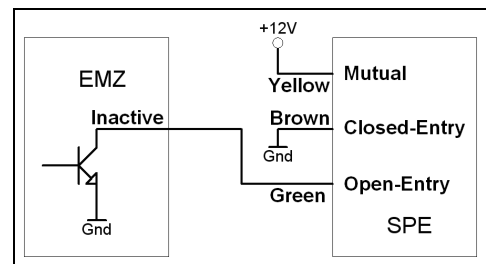 +12V
EMZ
Mutual
Yellow
Inactive
Brown
Closed-Entry
Gnd
Open-Entry
Green
SPE
Gnd